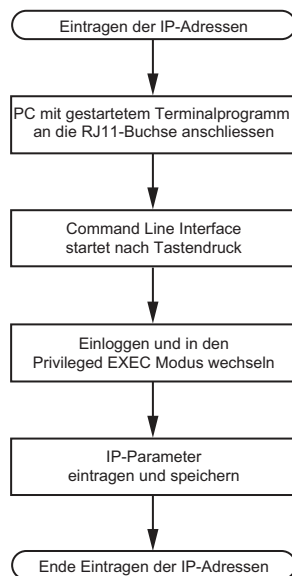 Eintragen der IP-Adressen
PC mit gestartetem Terminalprogramm
an die RJ11-Buchse anschliessen
Command Line Interface
startet nach Tastendruck
Einloggen und in den
Privileged EXEC Modus wechseln
IP-Parameter
eintragen und speichern
Ende Eintragen der IP-Adressen